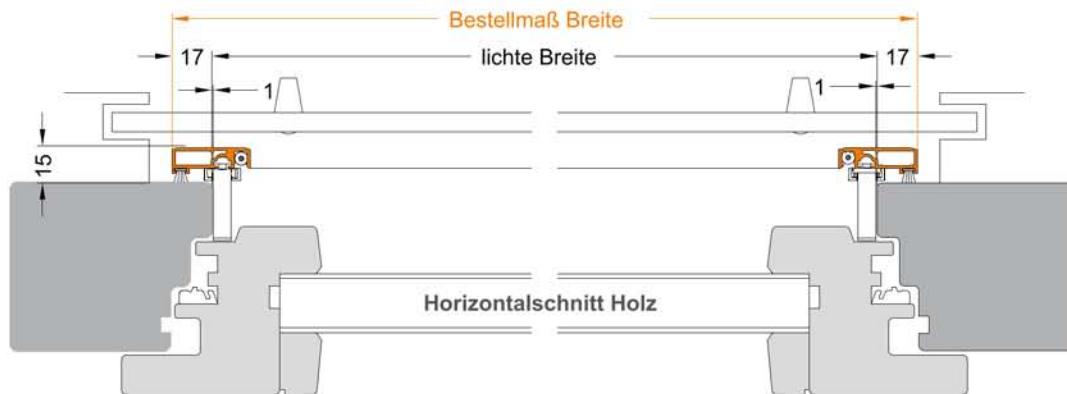 Bestellmaß Breite
17
lichte Breite
17
1
1
15
Horizontalschnitt Holz